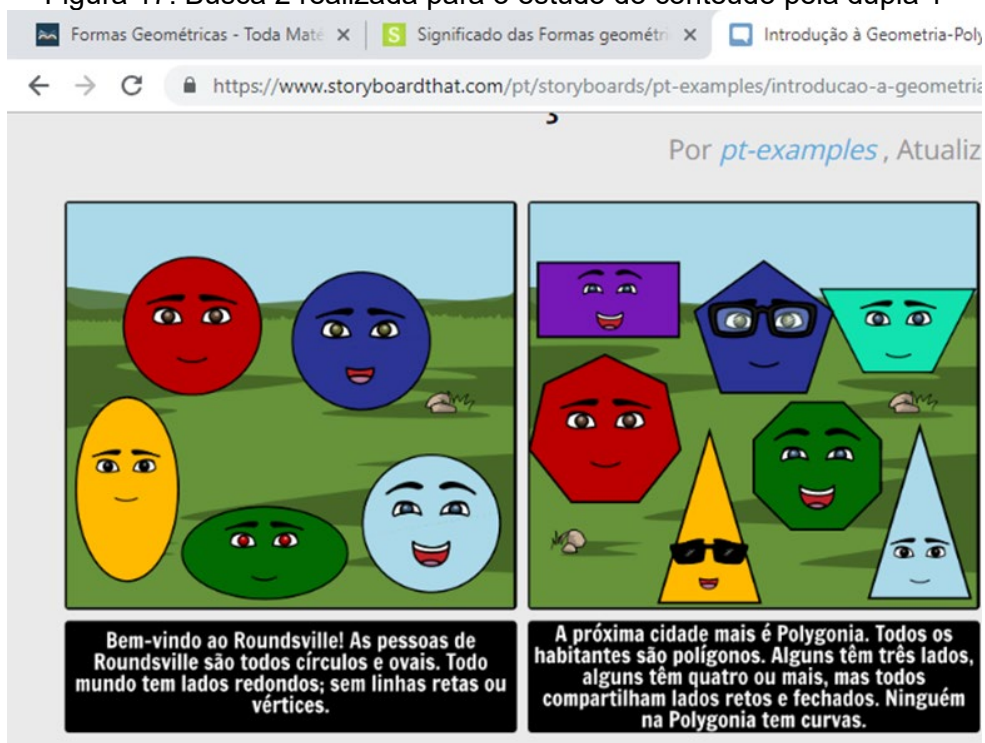 Figura 17: Busca 2 realizada para o estudo do conteúdo pela dupla 1
Formas Geométricas - Toda Maté
Significado das Formas geométri
Introdução à Geometria-Poly
https://www.storyboardthat.com/pt/storyboards/pt-examples/introducao-a-geometria
Por pt-examples , Atualiz
Bem-vindo ao Roundsville! As pessoas de
Roundsville são todos círculos e ovais. Todo
mundo tem lados redondos; sem linhas retas ou
vértices.
A próxima cidade mais é Polygonia. Todos os
habitantes são polígonos. Alguns têm três lados,
alguns têm quatro ou mais, mas todos
compartilham lados retos e fechados. Ninguém
na Polygonia tem curvas.